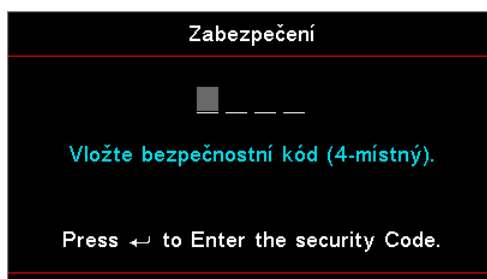 Zabezpečení
_ _ _ _
Vložte bezpečnostní kód (4-místný).
Press ↵ to Enter the security Code.